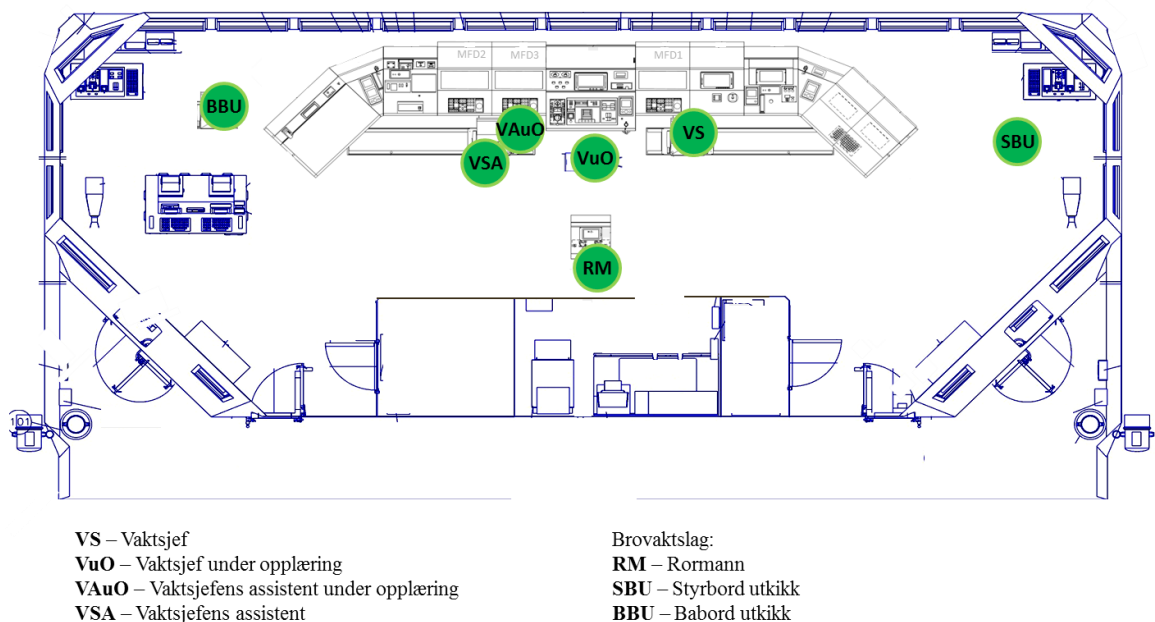 MFD2
MFD3
MFD1
BBU
VAuO
VS
SBU
VSA
VuO
RM
VS – Vaktsjef
VuO – Vaktsjef under opplæring
VAuO – Vaktsjefens assistent under opplæring
VSA – Vaktsjefens assistent
Brovaktslag:
RM – Rormann
SBU – Styrbord utkikk
BBU – Babord utkikk